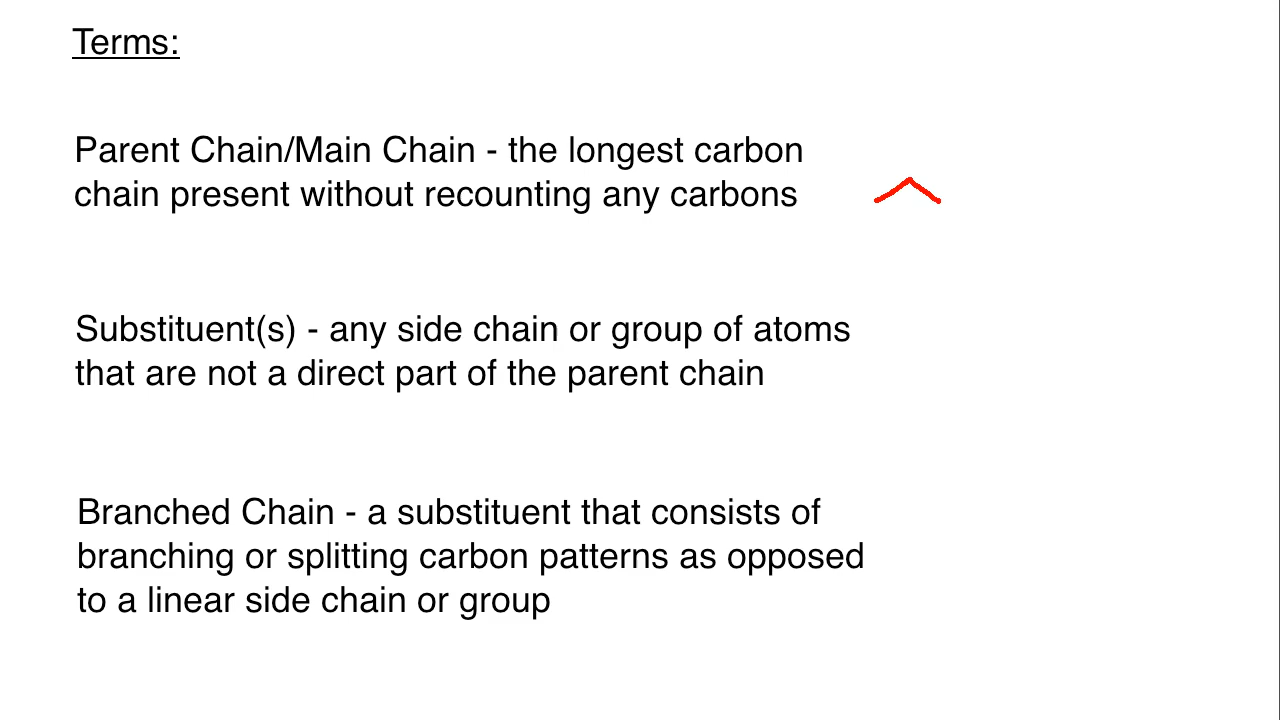 Terms:
Parent Chain/Main Chain - the longest carbon
chain present without recounting any carbons
Substituent(s) - any side chain or group of atoms
that are not a direct part of the parent chain
Branched Chain - a substituent that consists of
branching or splitting carbon patterns as opposed
to a linear side chain or group